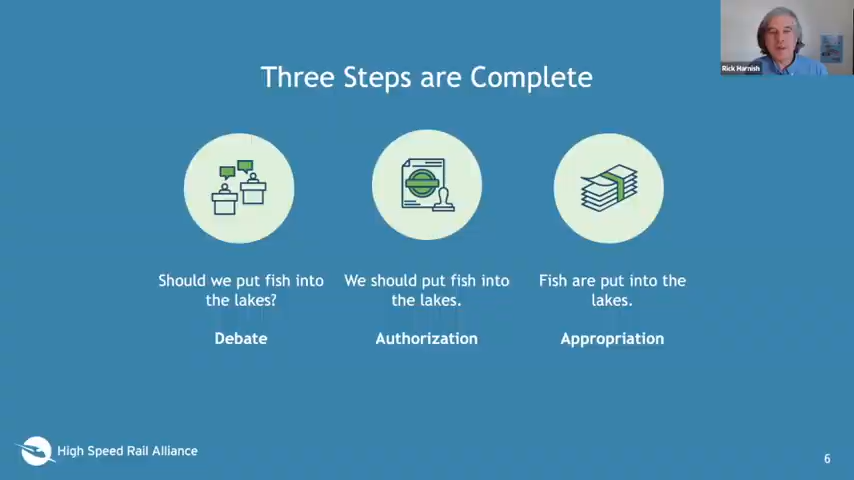 Rick Harnish
Three Steps are Complete
Should we put fish into
the lakes?
Debate
We should put fish into
the lakes.
Authorization
Fish are put into the
lakes.
Appropriation
High Speed Rail Alliance
6